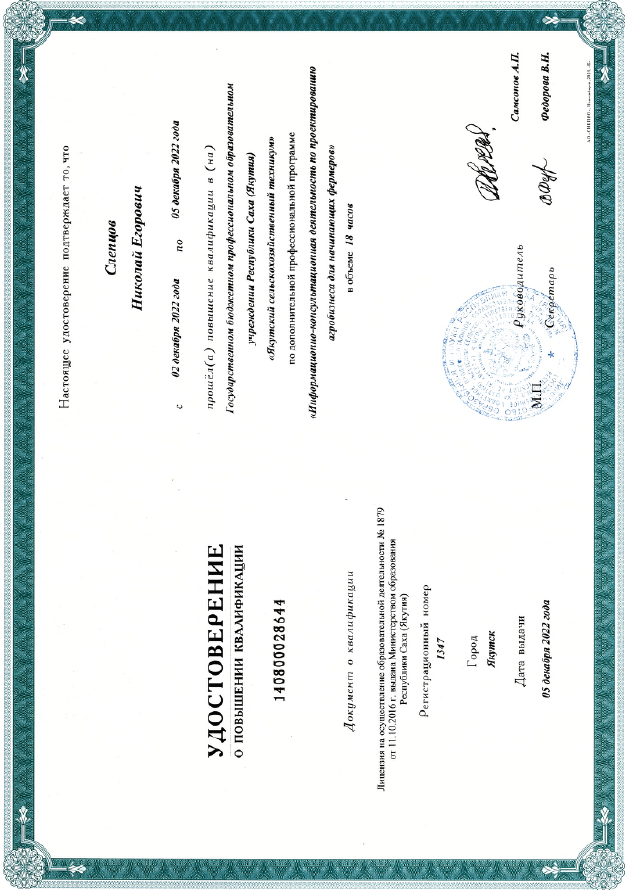 УДОСТОВЕРЕНИЕ
О ПОВЫШЕНИИ КВАЛИФИКАЦИИ
140800028644
Документ о квалификации
Лицензия на осуществление образовательной деятельности № 1879
от 11.10.2016 г. выдана Министерством образования
Республики Саха (Якутия)
Регистрационный номер
1347
Город
Якутск
Дата выдачи
05 декабря 2022 года
Настоящее удостоверение подтверждает то, что
Слепцов
Николай Егорович
с 02 декабря 2022 года по 05 декабря 2022 года
прошёл(а) повышение квалификации в (на)
Государственном бюджетном профессиональном образовательном
учреждении Республики Саха (Якутия)
«Якутский сельскохозяйственный техникум»
по дополнительной профессиональной программе
«Информационно-консультационная деятельность по проектированию
агробизнеса для начинающих фермеров»
в объеме 18 часов
Руководитель Самсонов А.П.
М.П. Секретарь Федорова В.Н.